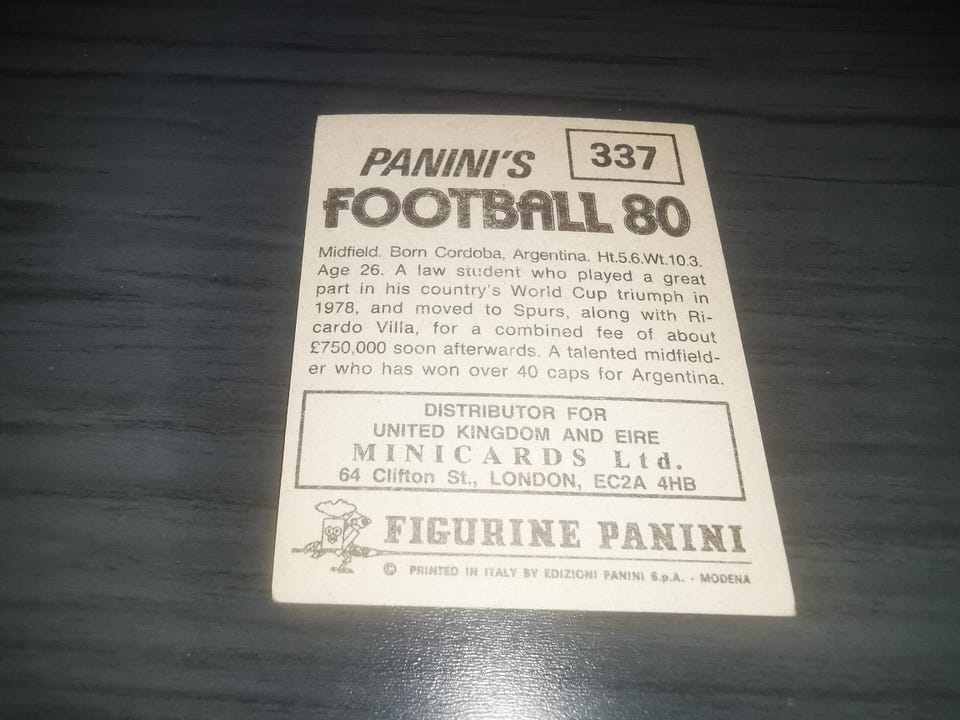 337
PANINI'S
FOOTBALL 80
Midfield. Born Cordoba, Argentina. Ht.5.6.Wt.10.3.
Age 26. A law student who played a great
part in his country's World Cup triumph in
1978, and moved to Spurs, along with Ri-
cardo Villa, for a combined fee of about
£750,000 soon afterwards. A talented midfield-
er who has won over 40 caps for Argentina.
DISTRIBUTOR FOR
UNITED KINGDOM AND EIRE
MINICARDS Ltd.
64 Clifton St., LONDON, EC2A 4HB
FIGURINE PANINI
© PRINTED IN ITALY BY EDIZIONI PANINI S.p.A. - MODENA